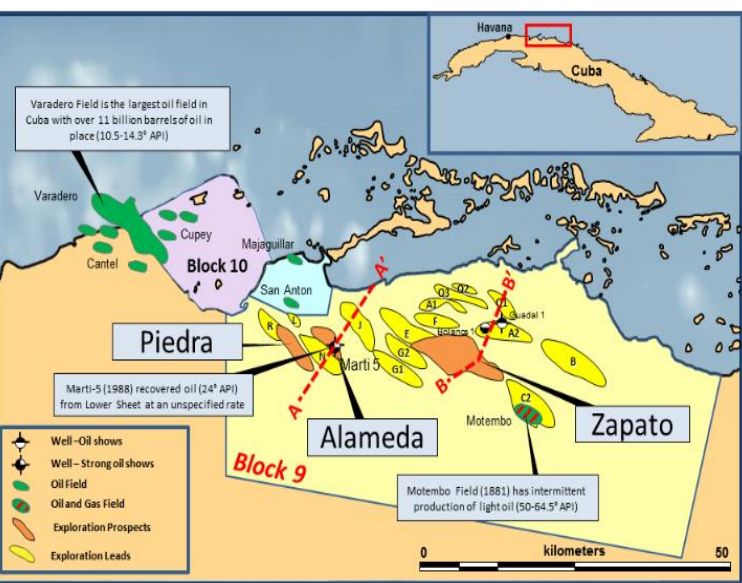 Havana
Cuba
Varadero Field is the largest oil field in
Cuba with over 11 billion barrels of oil in
place (10.5-14.3° API)
Varadero
Cupey
Cantel
Block 10
Majaguillar
San Anton
A'
B'
O3
O2
O1
A1
F
Guadal 1
Bolanos 1
A2
R
L
J
E
G2
G1
N
B
Piedra
Marti 5
Marti-5 (1988) recovered oil (24° API)
from Lower Sheet at an unspecified rate
A
B
C2
Motembo
Alameda
Zapato
Block 9
Motembo Field (1881) has intermittent
production of light oil (50-64.5° API)
Well –Oil shows
Well – Strong oil shows
Oil Field
Oil and Gas Field
Exploration Prospects
Exploration Leads
0 kilometers 50